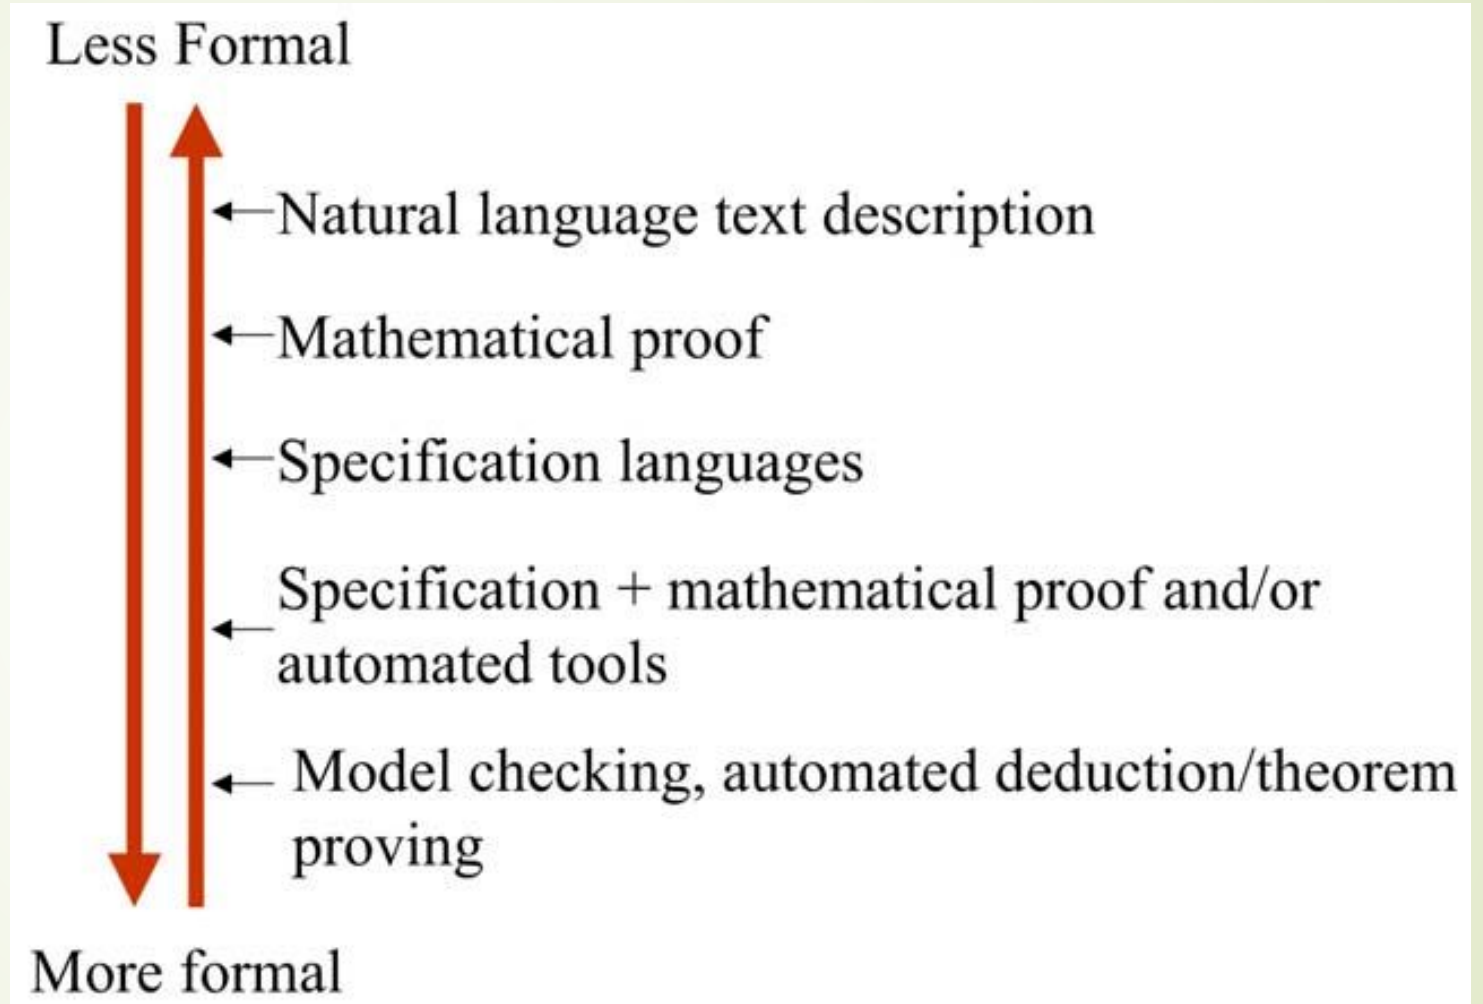 Less Formal
Natural language text description
Mathematical proof
Specification languages
Specification + mathematical proof and/or
automated tools
Model checking, automated deduction/theorem
proving
More formal